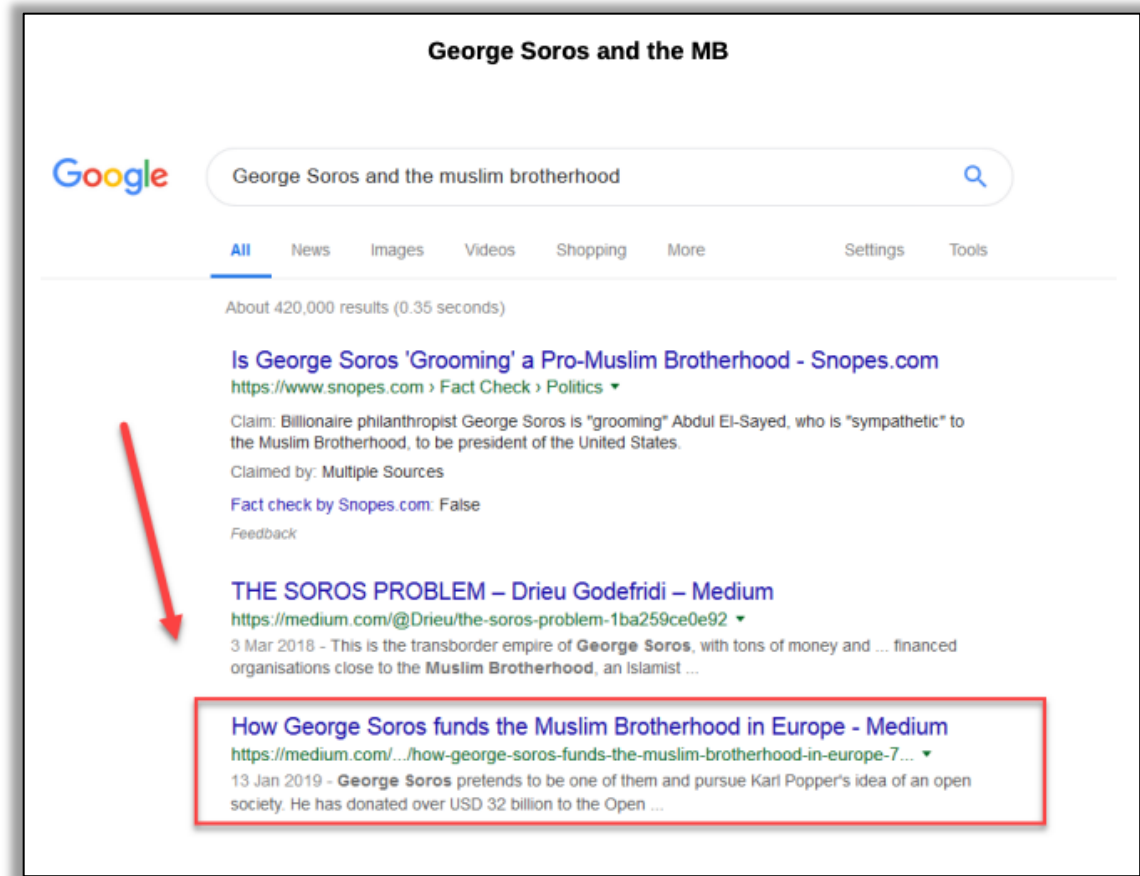 George Soros and the MB
Google
George Soros and the muslim brotherhood
All News Images Videos Shopping More Settings Tools
About 420,000 results (0.35 seconds)
Is George Soros 'Grooming' a Pro-Muslim Brotherhood - Snopes.com
https://www.snopes.com › Fact Check › Politics
Claim: Billionaire philanthropist George Soros is "grooming" Abdul El-Sayed, who is "sympathetic" to
the Muslim Brotherhood, to be president of the United States.
Claimed by: Multiple Sources
Fact check by Snopes.com: False
Feedback
THE SOROS PROBLEM – Drieu Godefridi – Medium
https://medium.com/@Drieu/the-soros-problem-1ba259ce0e92
3 Mar 2018 - This is the transborder empire of George Soros, with tons of money and ... financed
organisations close to the Muslim Brotherhood, an Islamist ...
How George Soros funds the Muslim Brotherhood in Europe - Medium
https://medium.com/.../how-george-soros-funds-the-muslim-brotherhood-in-europe-7...
13 Jan 2019 - George Soros pretends to be one of them and pursue Karl Popper's idea of an open
society. He has donated over USD 32 billion to the Open ...